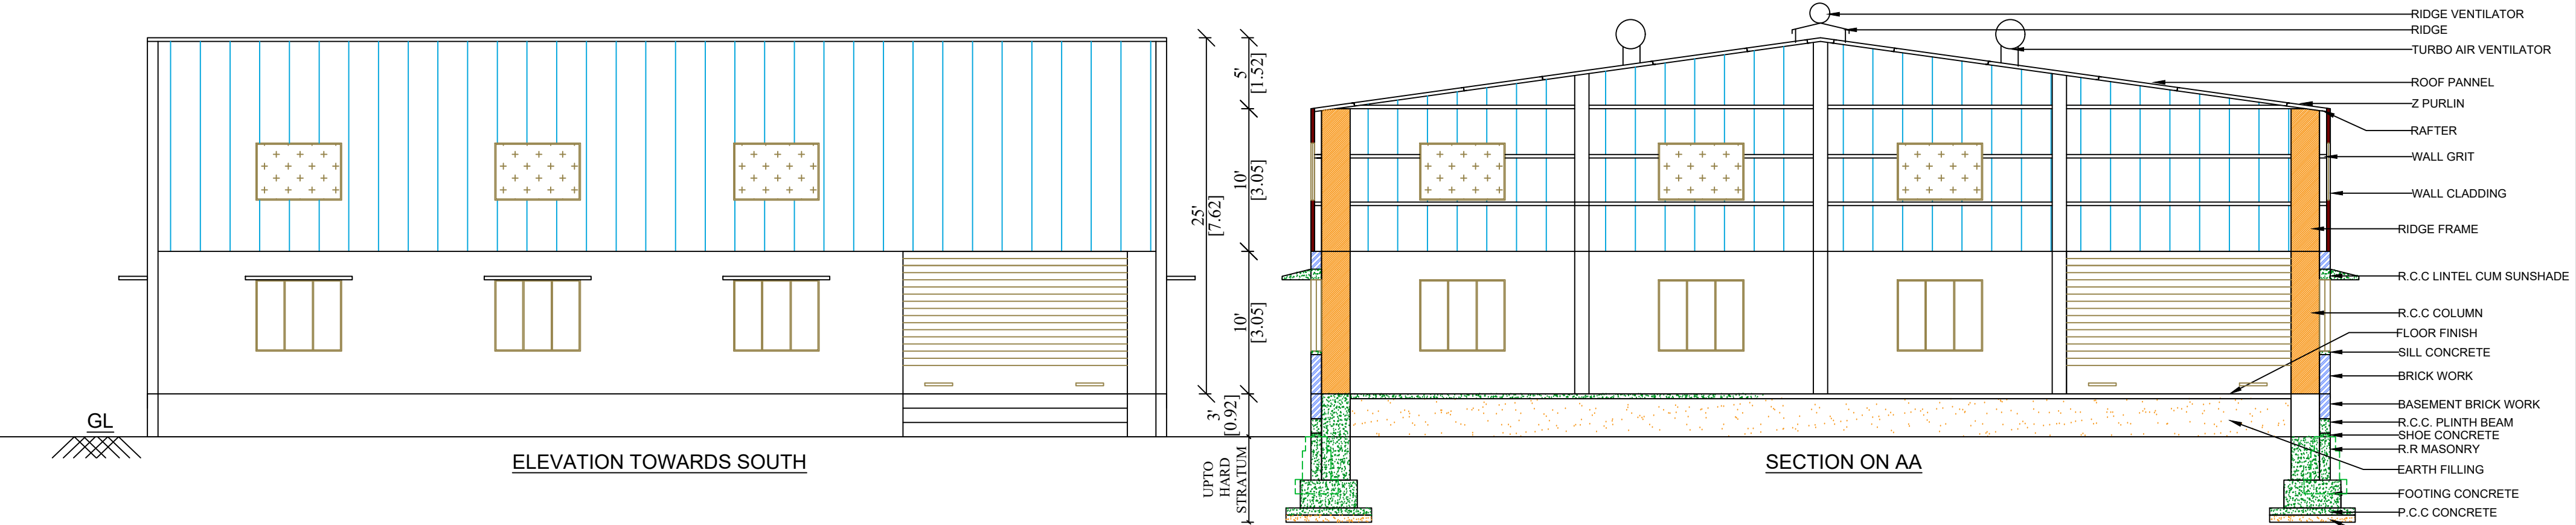 GL
ELEVATION TOWARDS SOUTH
25'
[7.62]
5'
[1.52]
10'
[3.05]
10'
[3.05]
3'
[0.92]
UPTO
HARD
STRATUM
SECTION ON AA
RIDGE VENTILATOR
RIDGE
TURBO AIR VENTILATOR
ROOF PANNEL
Z PURLIN
RAFTER
WALL GRIT
WALL CLADDING
RIDGE FRAME
R.C.C LINTEL CUM SUNSHADE
R.C.C COLUMN
FLOOR FINISH
SILL CONCRETE
BRICK WORK
BASEMENT BRICK WORK
R.C.C. PLINTH BEAM
SHOE CONCRETE
R.R MASONRY
EARTH FILLING
FOOTING CONCRETE
P.C.C CONCRETE